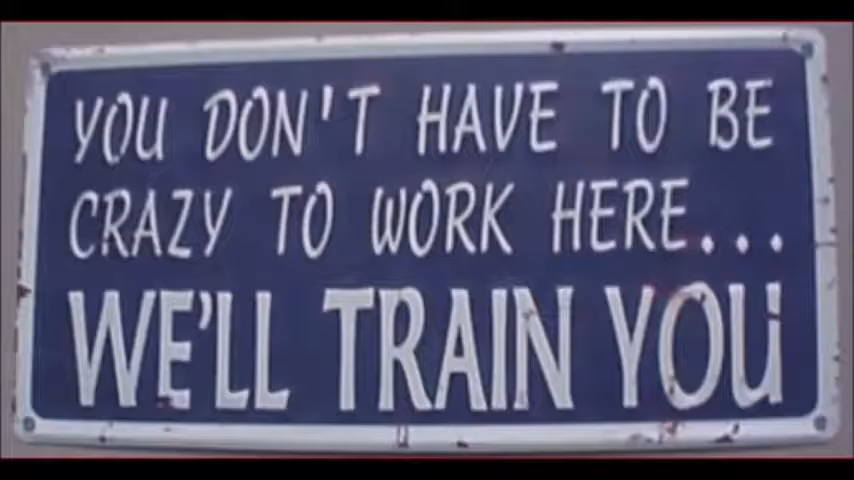 YOU DON'T HAVE TO BE
CRAZY TO WORK HERE...
WE'LL TRAIN YOU